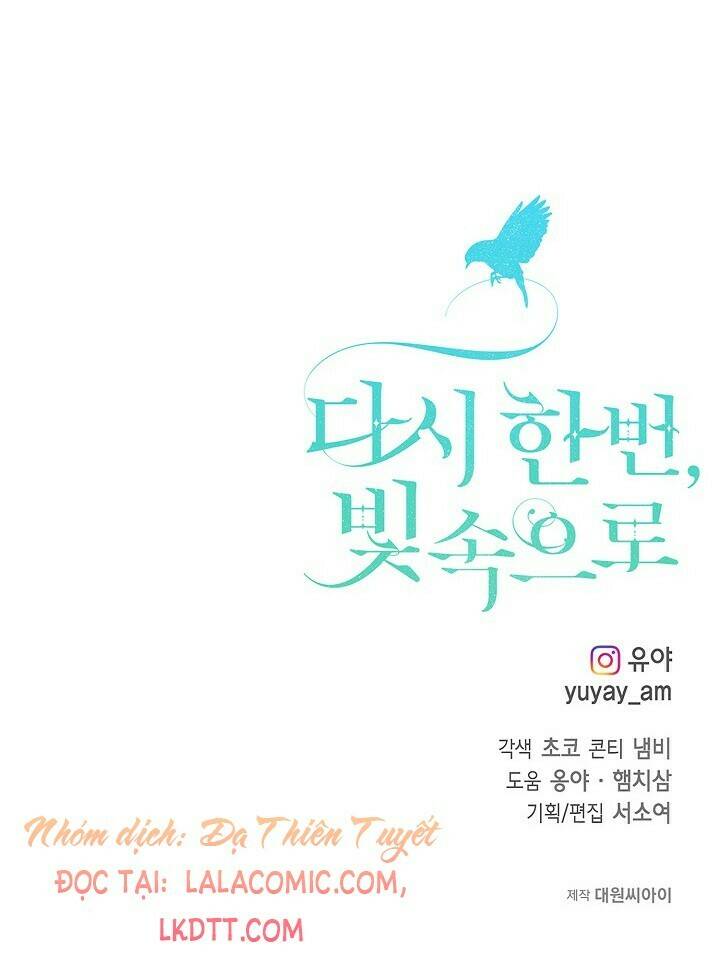 다시 한번,
빛 속으로
유야
yuyay_am
각색 초코 콘티 냄비
도움 옹야 · 햄치삼
기획/편집 서소여
Nhóm dịch: Dạ Thiên Tuyết
ĐỌC TẠI: LALACOMIC.COM,
LKDTT.COM
제작 대원씨아이